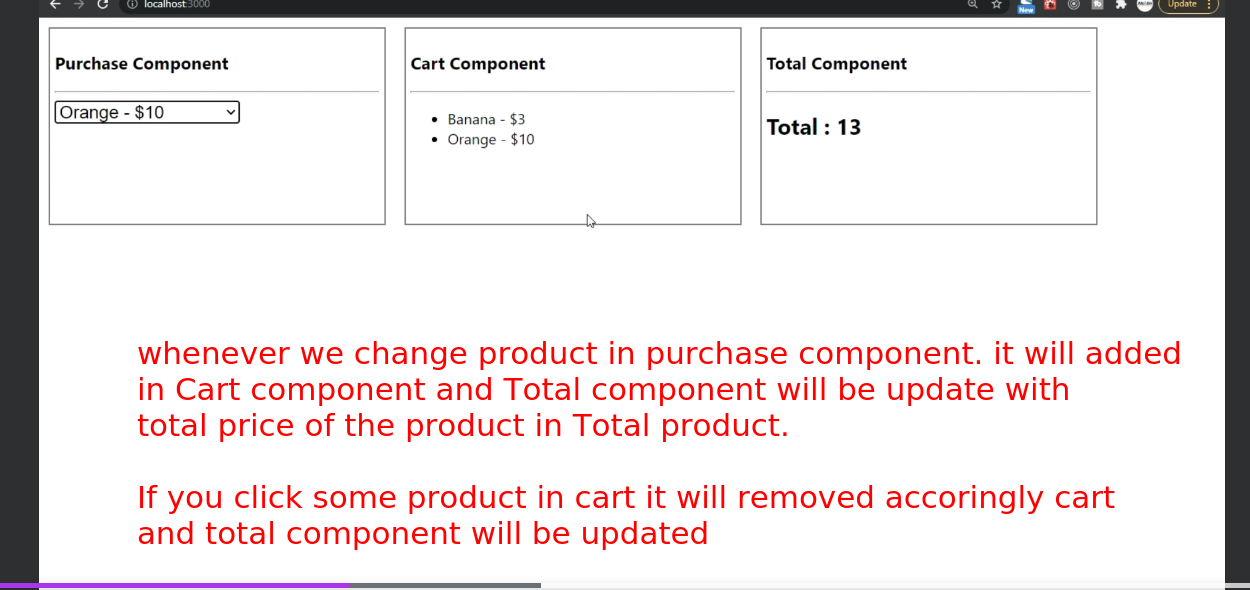 localhost:3000
New
Update
Purchase Component
Orange - $10
Cart Component
Banana - $3
Orange - $10
Total Component
Total : 13
whenever we change product in purchase component. it will added
in Cart component and Total component will be update with
total price of the product in Total product.
If you click some product in cart it will removed accoringly cart
and total component will be updated